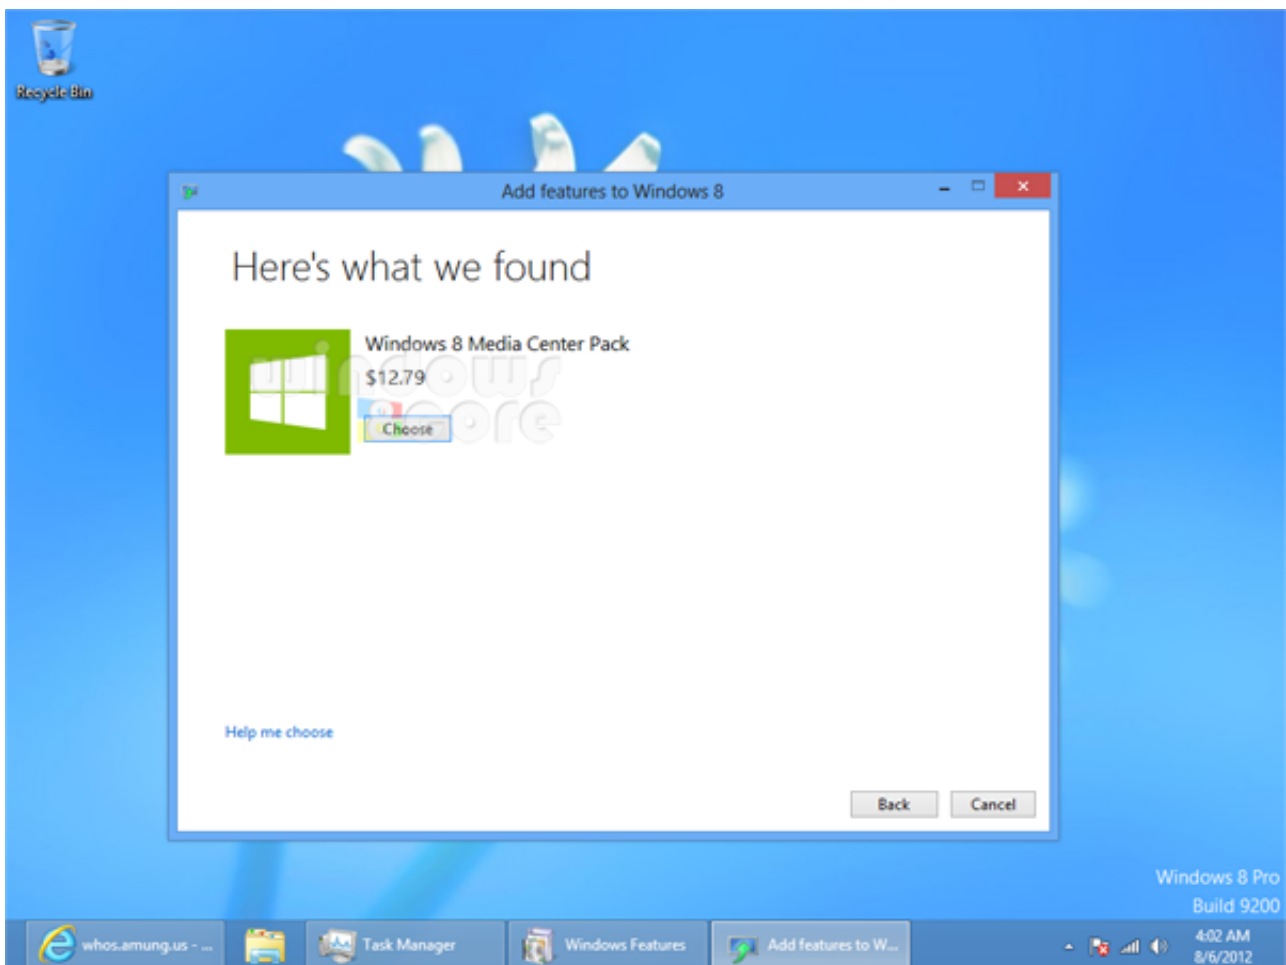 Recycle Bin
Add features to Windows 8
Here's what we found
Windows 8 Media Center Pack
$12.79
windows
Choose
Help me choose
Back
Cancel
Windows 8 Pro
Build 9200
whos.amung.us - ...
Task Manager
Windows Features
Add features to W...
4:02 AM
8/6/2012